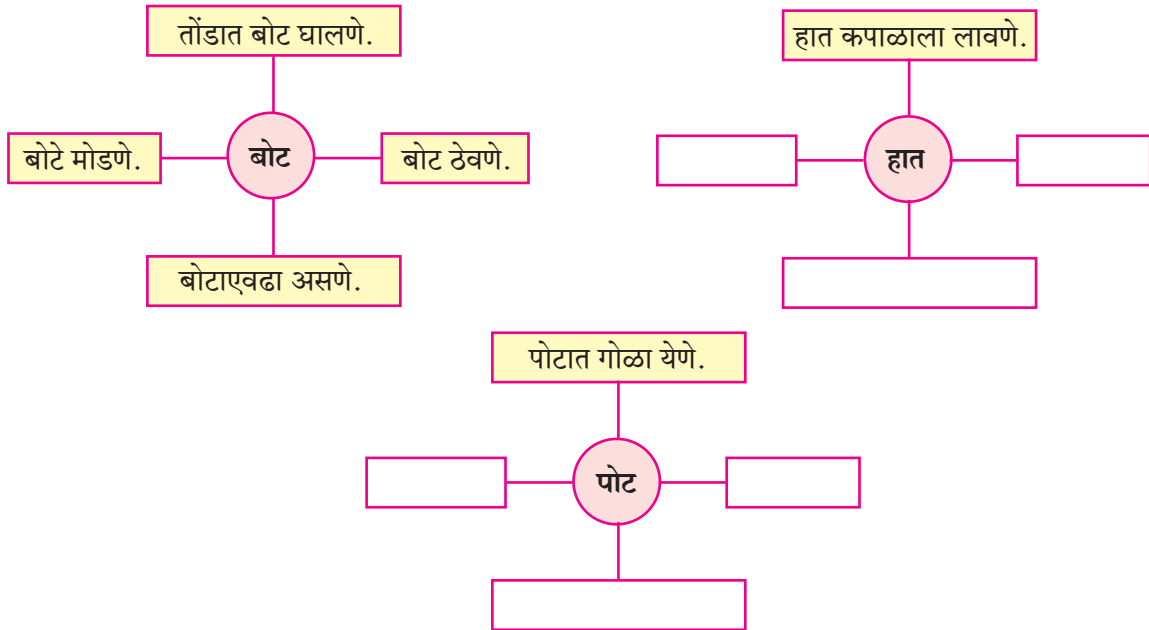 तोंडात बोट घालणे.
हात कपाळाला लावणे.
बोटे मोडणे.
बोट
बोट ठेवणे.
हात
बोटाएवढा असणे.
पोटात गोळा येणे.
पोट